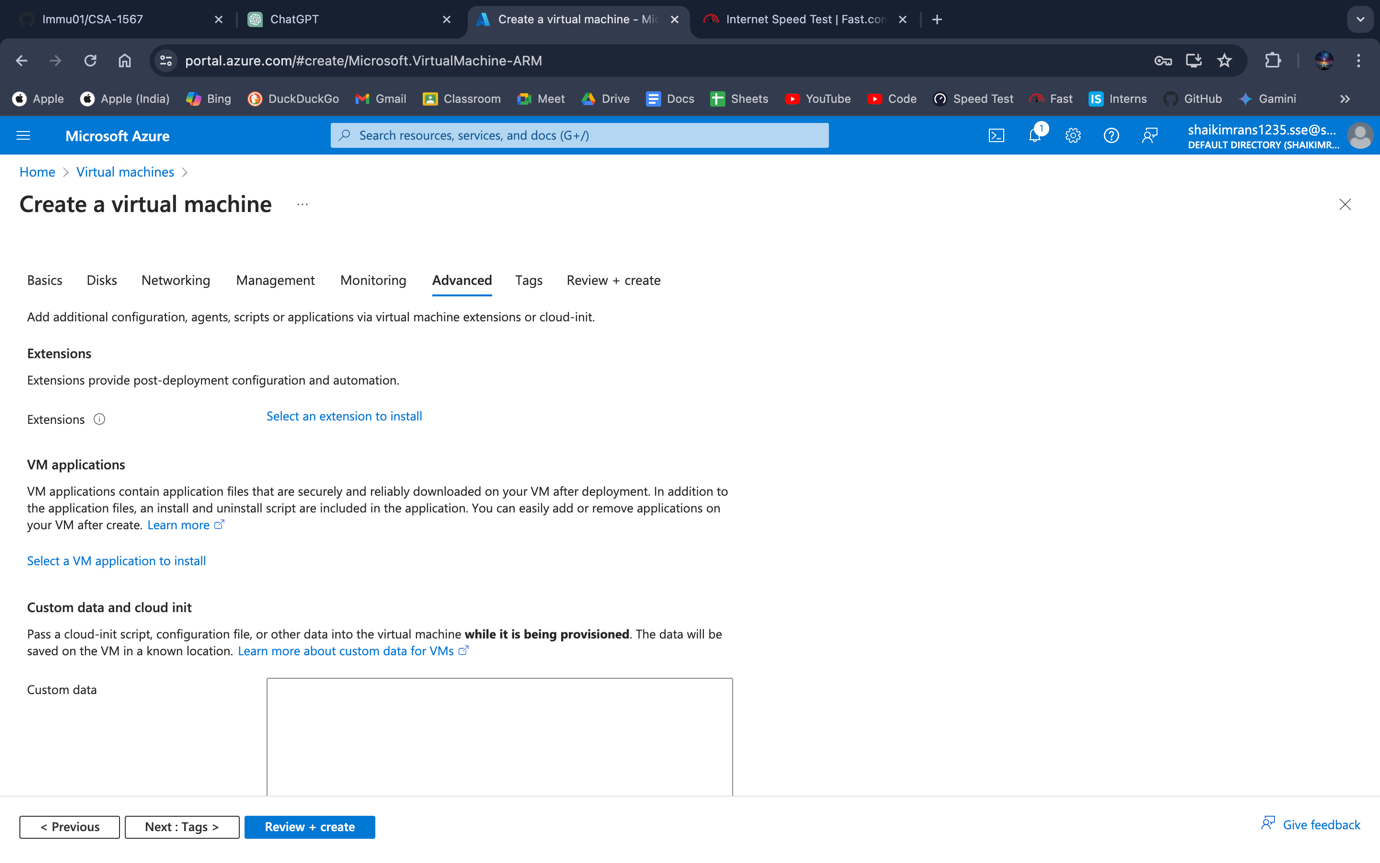 Immu01/CSA-1567
ChatGPT
Create a virtual machine - Mic
Internet Speed Test | Fast.com
portal.azure.com/#create/Microsoft.VirtualMachine-ARM
Apple
Apple (India)
Bing
DuckDuckGo
Gmail
Classroom
Meet
Drive
Docs
Sheets
YouTube
Code
Speed Test
Fast
IS Interns
GitHub
Gamini
Microsoft Azure
Search resources, services, and docs (G+/)
1
shaikimrans1235.sse@s...
DEFAULT DIRECTORY (SHAIKIMR...
Home > Virtual machines >
Create a virtual machine ...
Basics
Disks
Networking
Management
Monitoring
Advanced
Tags
Review + create
Add additional configuration, agents, scripts or applications via virtual machine extensions or cloud-init.
Extensions
Extensions provide post-deployment configuration and automation.
Extensions
Select an extension to install
VM applications
VM applications contain application files that are securely and reliably downloaded on your VM after deployment. In addition to
the application files, an install and uninstall script are included in the application. You can easily add or remove applications on
your VM after create. Learn more
Select a VM application to install
Custom data and cloud init
Pass a cloud-init script, configuration file, or other data into the virtual machine while it is being provisioned. The data will be
saved on the VM in a known location. Learn more about custom data for VMs
Custom data
< Previous
Next : Tags >
Review + create
Give feedback